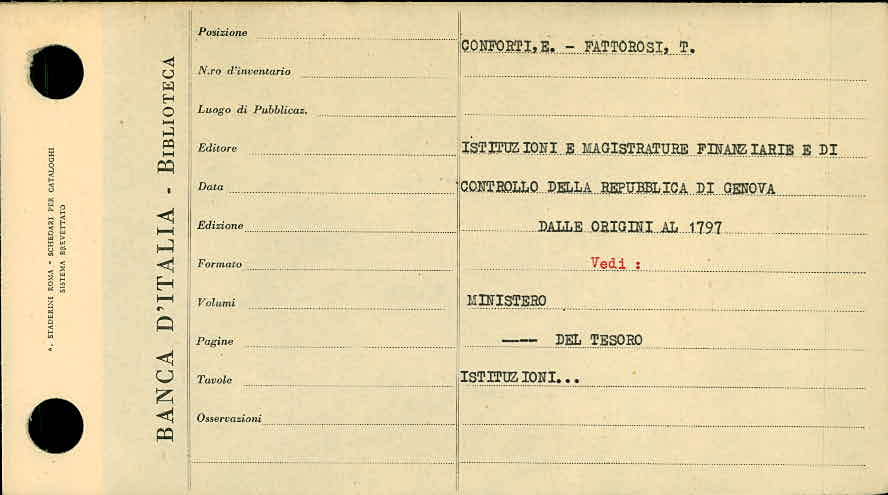 A. STADERINI ROMA - SCHEDARI PER CATALOGHI
SISTEMA BREVETTATO
BANCA D'ITALIA - BIBLIOTECA
Posizione
N.ro d'inventario
Luogo di Pubblicaz.
Editore
Data
Edizione
Formato
Volumi
Pagine
Tavole
Osservazioni
CONFORTI,E. - FATTOROSI, T.
ISTITUZIONI E MAGISTRATURE FINANZIARIE E DI
CONTROLLO DELLA REPUBBLICA DI GENOVA
DALLE ORIGINI AL 1797
Vedi :
MINISTERO
---- DEL TESORO
ISTITUZIONI...